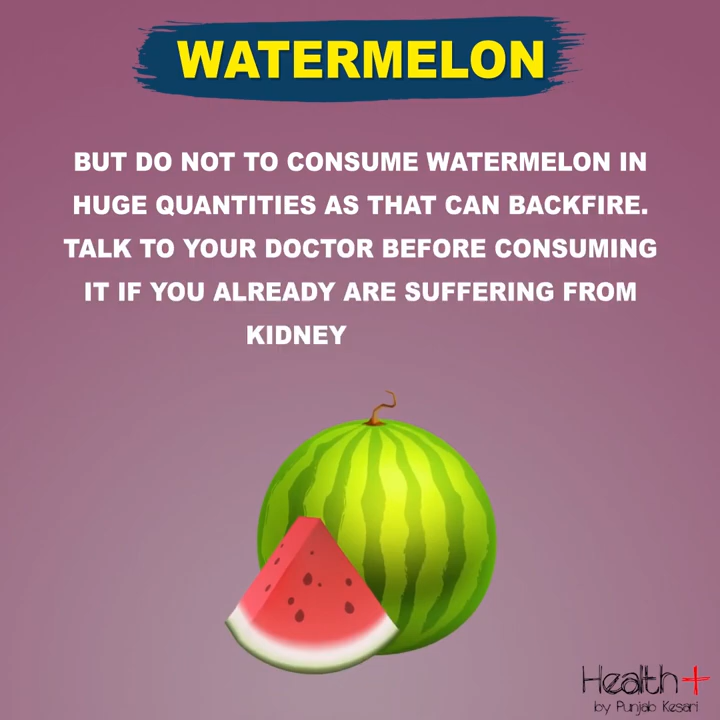 WATERMELON
BUT DO NOT TO CONSUME WATERMELON IN
HUGE QUANTITIES AS THAT CAN BACKFIRE.
TALK TO YOUR DOCTOR BEFORE CONSUMING
IT IF YOU ALREADY ARE SUFFERING FROM
KIDNEY
Health+
by Punjab Kesari